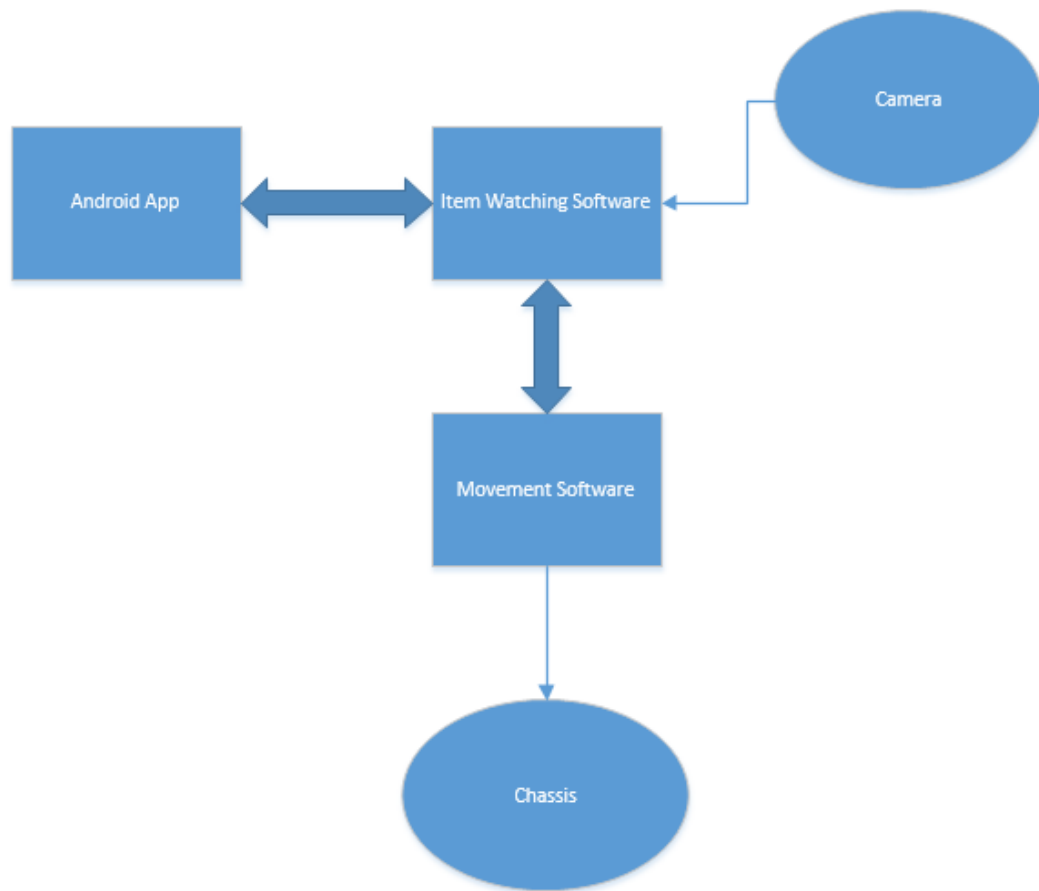 Camera
Android App
Item Watching Software
Movement Software
Chassis